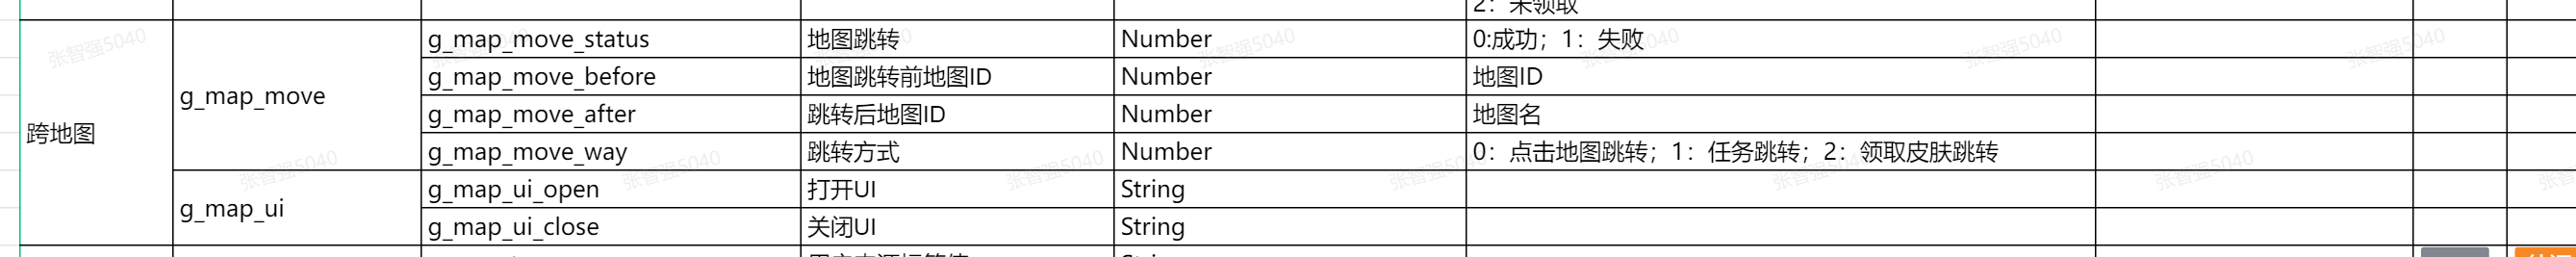 2：未领取
g_map_move_status 地图跳转 Number 0:成功；1：失败
g_map_move_before 地图跳转前地图ID Number 地图ID
g_map_move g_map_move_after 跳转后地图ID Number 地图名
跨地图 g_map_move_way 跳转方式 Number 0：点击地图跳转；1：任务跳转；2：领取皮肤跳转
g_map_ui g_map_ui_open 打开UI String
g_map_ui_close 关闭UI String
张智强5040
张智强5040
张智强5040
张智强5040
张智强5040
张智强5040
张智强5040
张智强5040
张智强5040
张智强5040
张智强5040
张智强5040